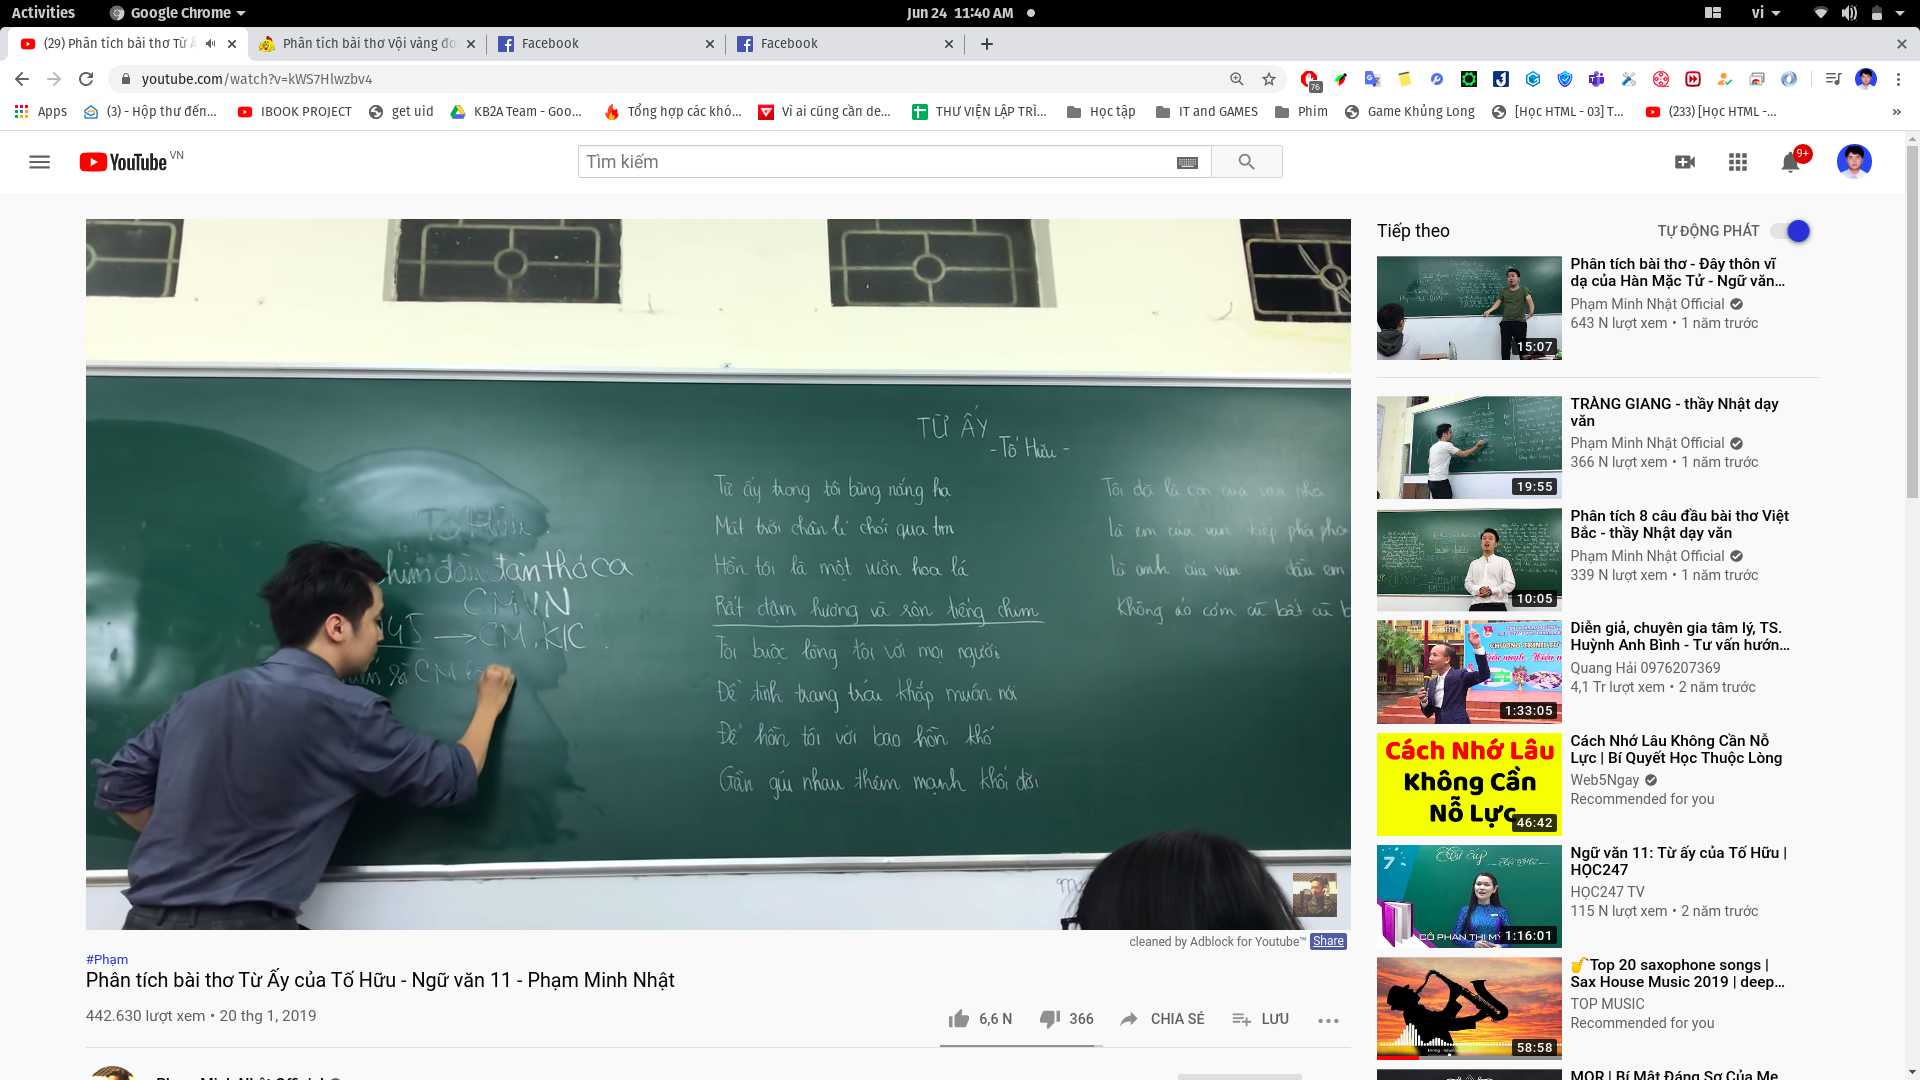 Activities
Google Chrome
Jun 24 11:40 AM
vi
(29) Phân tích bài thơ Từ Ấ
Phân tích bài thơ Vội vàng đo
Facebook
Facebook
youtube.com/watch?v=kWS7Hlwzbv4
76
Apps
(3) - Hộp thư đến...
IBOOK PROJECT
get uid
KB2A Team - Goo...
Tổng hợp các khó...
Vì ai cũng cần de...
THƯ VIỆN LẬP TRÌ...
Học tập
IT and GAMES
Phim
Game Khủng Long
[Học HTML - 03] T...
(233) [Học HTML -...
»
YouTube VN
Tìm kiếm
9+
TỪ ẤY
- Tố Hữu -
Từ ấy trong tôi bừng nắng hạ
Mặt trời chân lí chói qua tim
Hồn tôi là một vườn hoa lá
Rất đậm hương và rộn tiếng chim
Tôi buộc lòng tôi với mọi người
Để tình trang trải khắp muôn nơi
Để hồn tôi với bao hồn khổ
Gần gũi nhau thêm mạnh khối đời
Tôi đã là con của vạn nhà
là em của vạn kiếp phôi pha
là anh của vạn đầu em
Không áo cơm cù bất cù b
Tố Hữu
chim đầu đàn thơ ca
CMVN
45 → CM, K/C
sĩ CM
cleaned by Adblock for Youtube™ Share
#Phạm
Phân tích bài thơ Từ Ấy của Tố Hữu - Ngữ văn 11 - Phạm Minh Nhật
442.630 lượt xem • 20 thg 1, 2019
6,6 N
366
CHIA SẺ
LƯU
Phạm Minh Nhật Official
Tiếp theo
TỰ ĐỘNG PHÁT
15:07
Phân tích bài thơ - Đây thôn vĩ
dạ của Hàn Mặc Tử - Ngữ văn...
Phạm Minh Nhật Official
643 N lượt xem • 1 năm trước
19:55
TRÀNG GIANG - thầy Nhật dạy
văn
Phạm Minh Nhật Official
366 N lượt xem • 1 năm trước
10:05
Phân tích 8 câu đầu bài thơ Việt
Bắc - thầy Nhật dạy văn
Phạm Minh Nhật Official
339 N lượt xem • 1 năm trước
1:33:05
Diễn giả, chuyên gia tâm lý, TS.
Huỳnh Anh Bình - Tư vấn hướn...
Quang Hải 0976207369
4,1 Tr lượt xem • 2 năm trước
Cách Nhớ Lâu
Không Cần
Nỗ Lực
46:42
Cách Nhớ Lâu Không Cần Nỗ
Lực | Bí Quyết Học Thuộc Lòng
Web5Ngay
Recommended for you
7
CÔ PHAN THỊ MỸ
1:16:01
Ngữ văn 11: Từ ấy của Tố Hữu |
HỌC247
HỌC247 TV
115 N lượt xem • 2 năm trước
58:58
🎷Top 20 saxophone songs |
Sax House Music 2019 | deep...
TOP MUSIC
Recommended for you
MQR | Bí Mật Đáng Sợ Của Mẹ